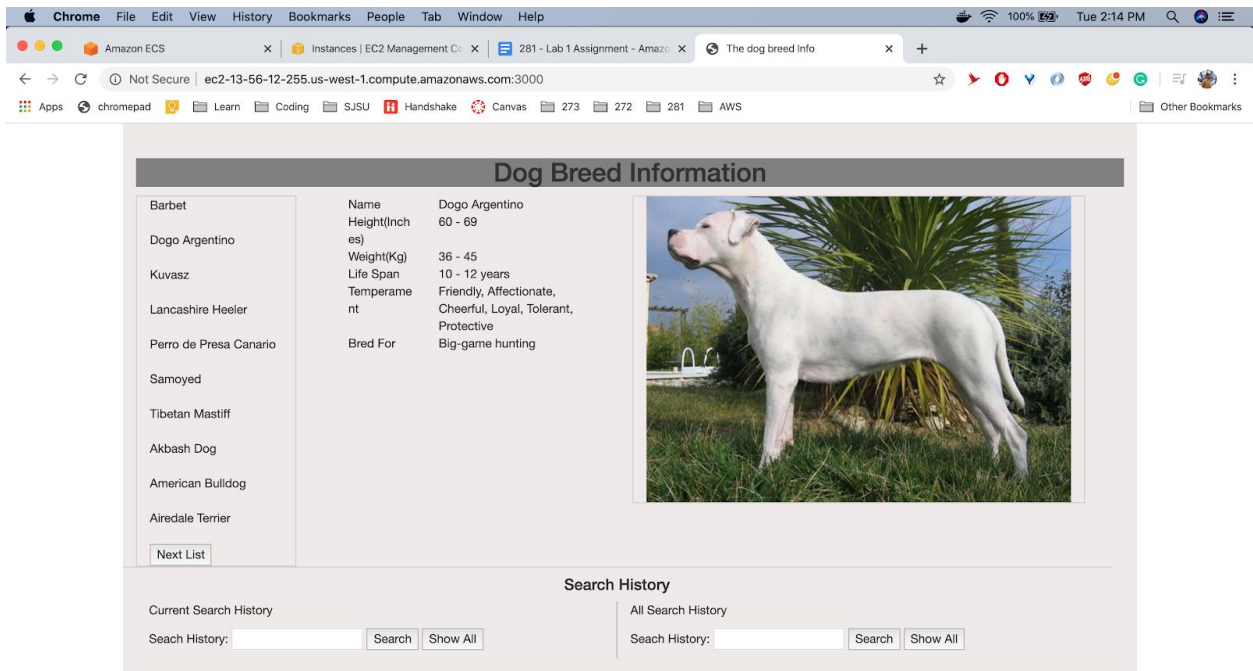 Chrome File Edit View History Bookmarks People Tab Window Help 100% Tue 2:14 PM
Amazon ECS Instances | EC2 Management Co 281 - Lab 1 Assignment - Amazo The dog breed Info
Not Secure ec2-13-56-12-255.us-west-1.compute.amazonaws.com:3000
Apps chromepad Learn Coding SJSU Handshake Canvas 273 272 281 AWS Other Bookmarks
Dog Breed Information
Barbet
Dogo Argentino
Kuvasz
Lancashire Heeler
Perro de Presa Canario
Samoyed
Tibetan Mastiff
Akbash Dog
American Bulldog
Airedale Terrier
Next List
Name Dogo Argentino
Height(Inch 60 - 69
es)
Weight(Kg) 36 - 45
Life Span 10 - 12 years
Temperame Friendly, Affectionate,
nt Cheerful, Loyal, Tolerant,
Protective
Bred For Big-game hunting
Search History
Current Search History
Seach History: Search Show All
All Search History
Seach History: Search Show All